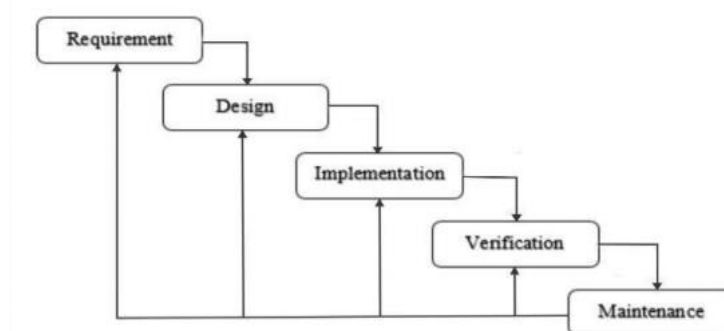 Requirement
Design
Implementation
Verification
Maintenance